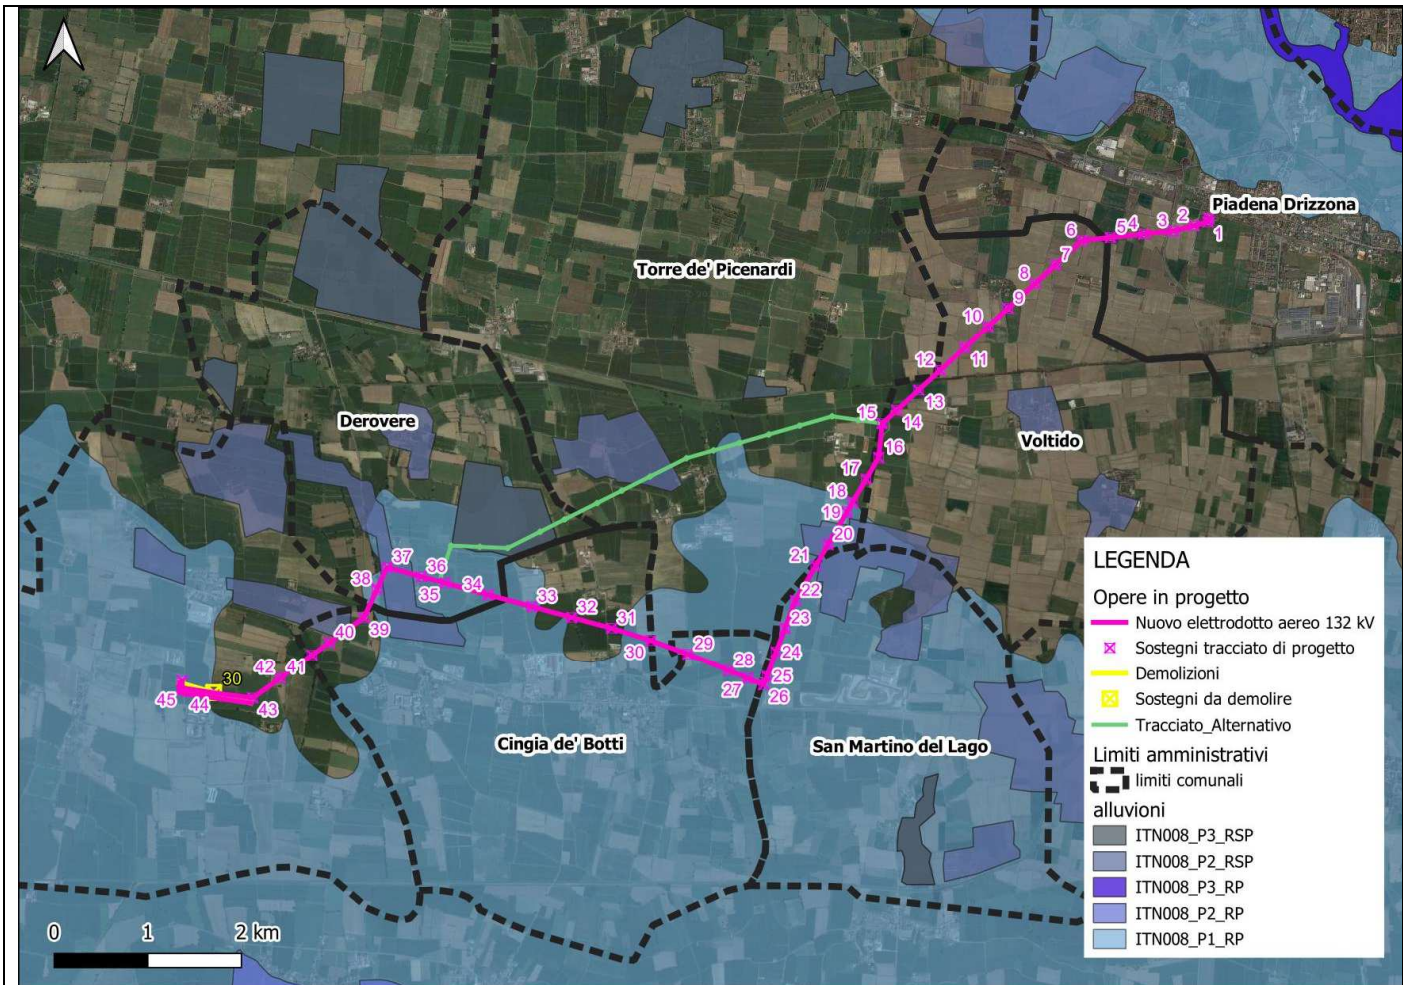 Piadena Drizzona
1
2
3
4
5
6
7
8
9
10
11
12
13
14
15
16
17
18
19
20
21
22
23
24
25
26
27
28
29
30
31
32
33
34
35
36
37
38
39
40
41
42
43
44
45
30
Torre de' Picenardi
Derovere
Voltido
Cingia de' Botti
San Martino del Lago
LEGENDA
Opere in progetto
Nuovo elettrodotto aereo 132 kV
Sostegni tracciato di progetto
Demolizioni
Sostegni da demolire
Tracciato_Alternativo
Limiti amministrativi
limiti comunali
alluvioni
ITN008_P3_RSP
ITN008_P2_RSP
ITN008_P3_RP
ITN008_P2_RP
ITN008_P1_RP
0 1 2 km